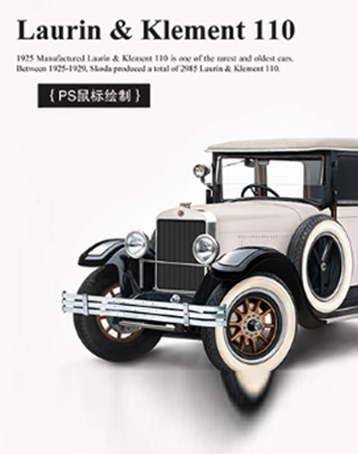 Laurin & Klement 110
1925 Manufactured Laurin & Klement 110 is one of the rarest and oldest cars.
Between 1925-1929, Skoda produced a total of 2985 Laurin & Klement 110.
{ PS鼠标绘制 }